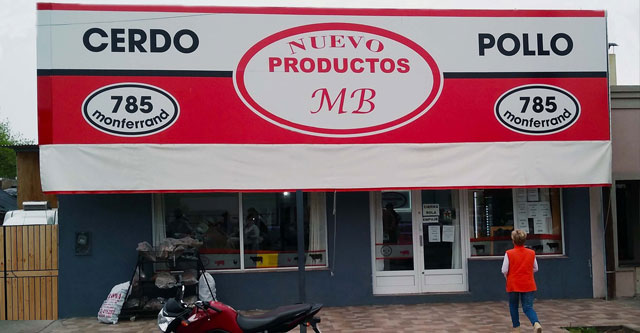 CERDO
NUEVO
PRODUCTOS
MB
POLLO
785
monferrand
785
monferrand